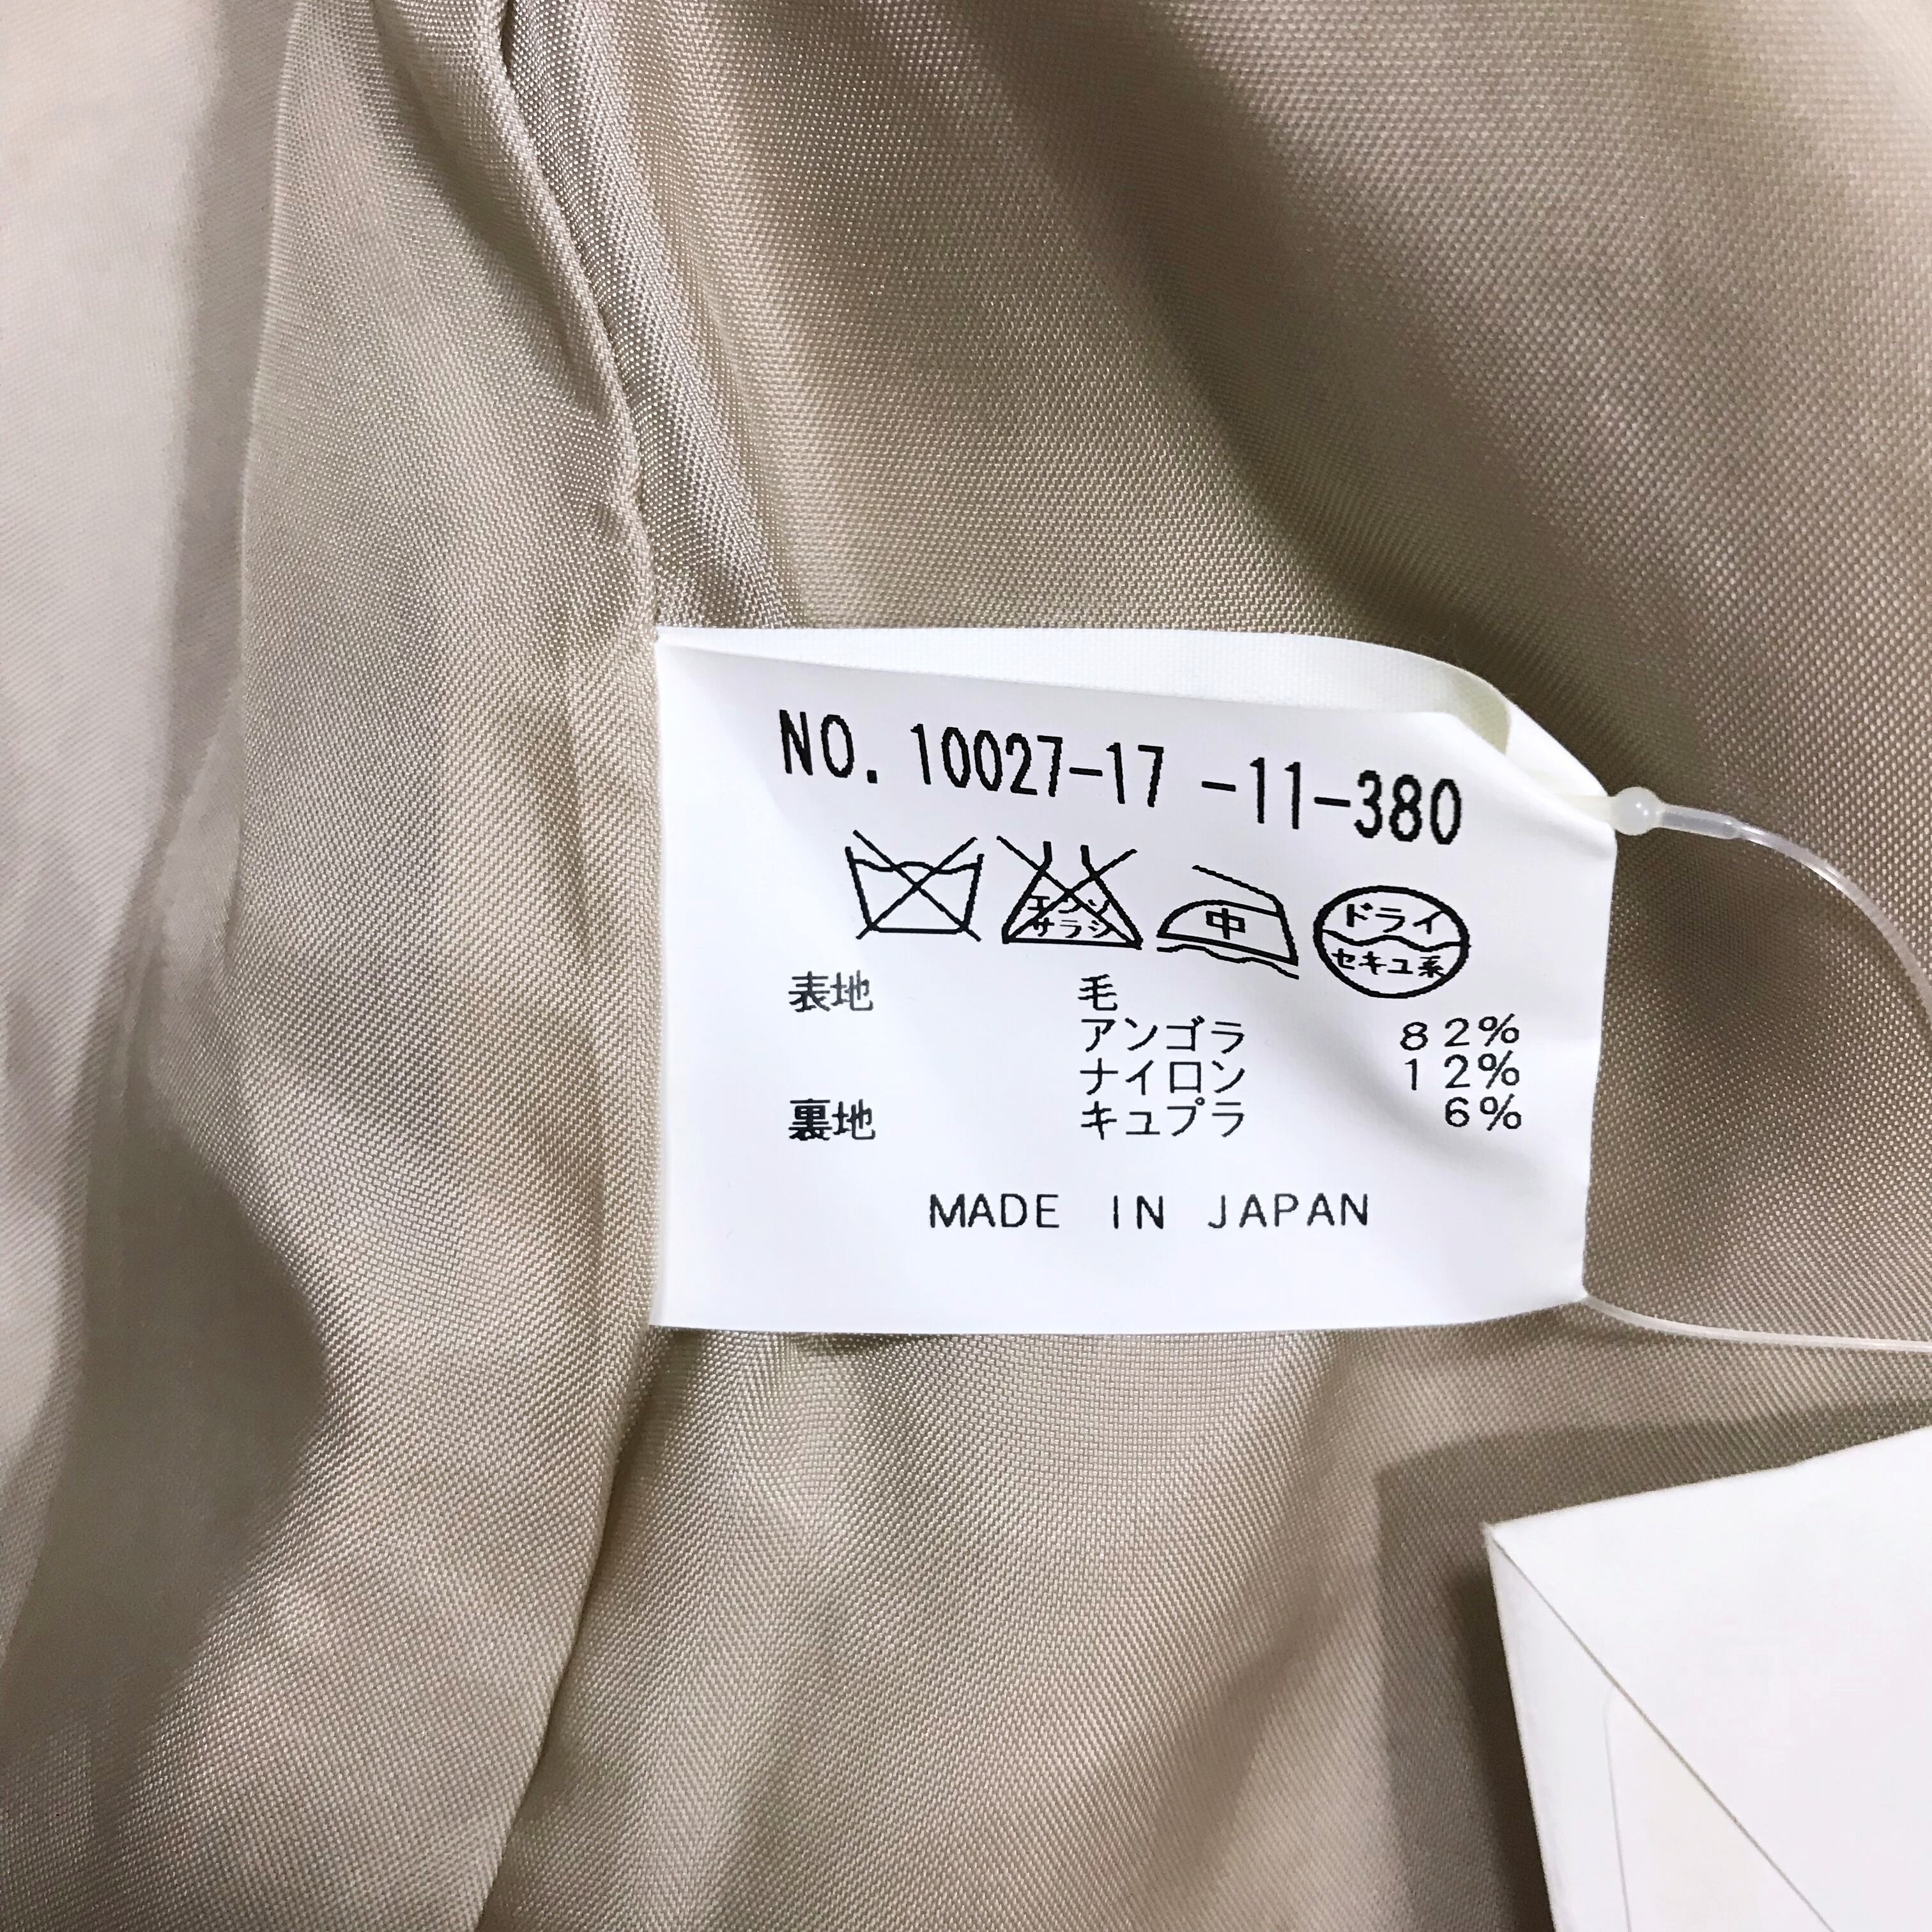 NO. 10027-17 -11-380
エンソ
サラシ
中
ドライ
セキユ系
表地 毛
アンゴラ 82%
ナイロン 12%
裏地 キュプラ 6%
MADE IN JAPAN